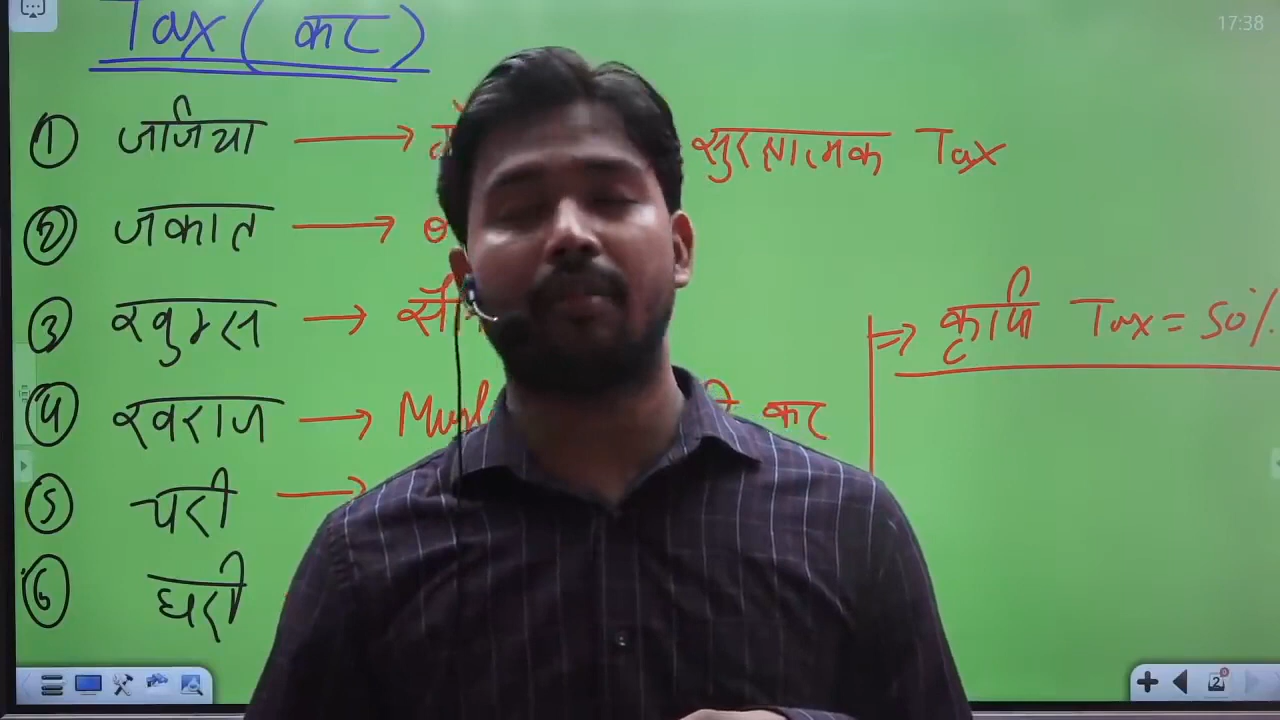 17:38
Tax (कर)
① जजिया → सुरक्षात्मक Tax
② जकात →
③ खुम्स →
④ खराज → कर
⇒ कृषि Tax = 50%
⑤ चरी →
⑥ घरी
2